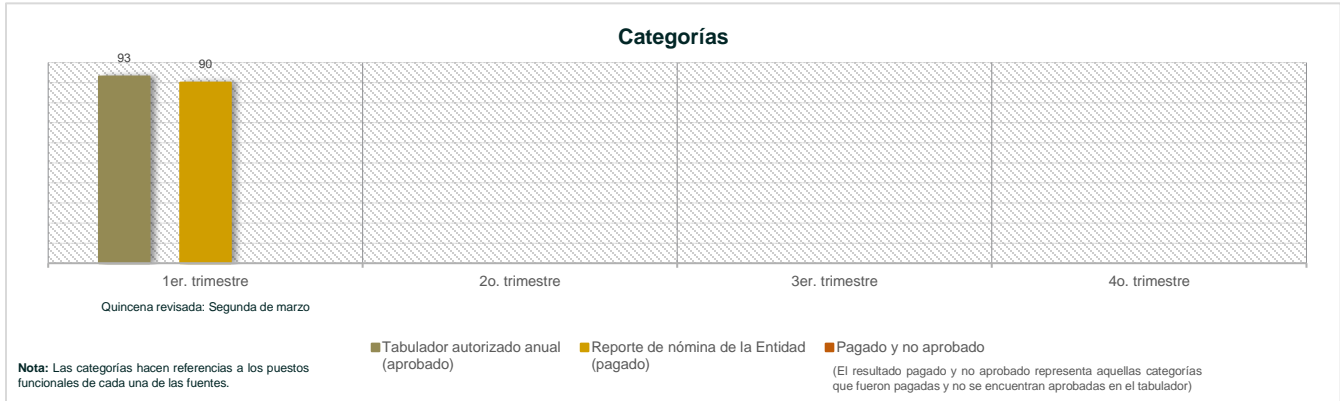 Categorías
93
90
1er. trimestre
2o. trimestre
3er. trimestre
4o. trimestre
Quincena revisada: Segunda de marzo
Tabulador autorizado anual
(aprobado)
Reporte de nómina de la Entidad
(pagado)
Pagado y no aprobado
(El resultado pagado y no aprobado representa aquellas categorías
que fueron pagadas y no se encuentran aprobadas en el tabulador)
Nota: Las categorías hacen referencias a los puestos
funcionales de cada una de las fuentes.